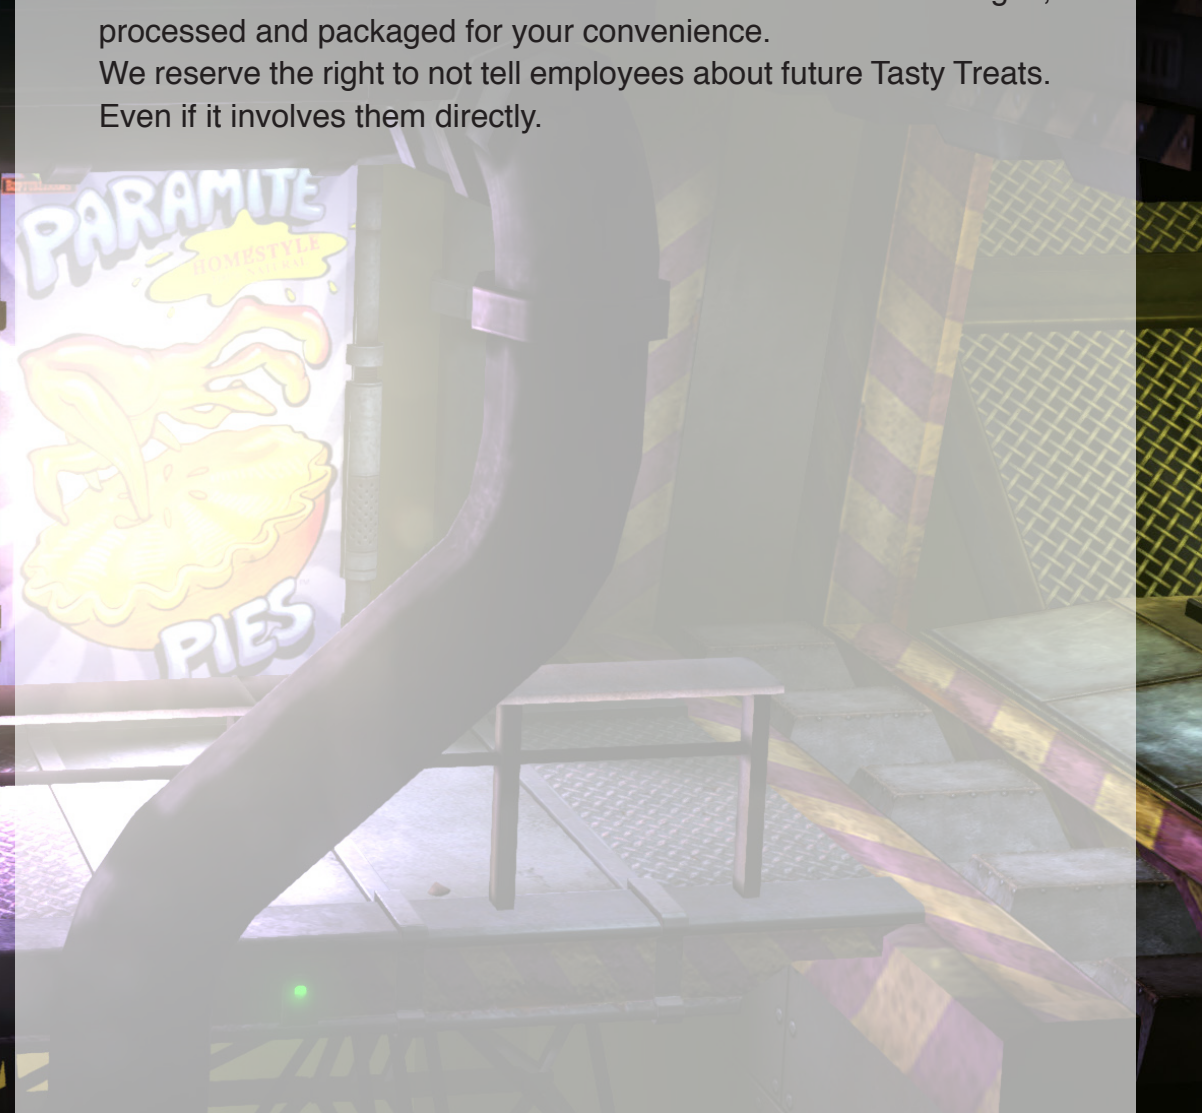 processed and packaged for your convenience.
We reserve the right to not tell employees about future Tasty Treats.
Even if it involves them directly.
PARAMITE
HOMESTYLE
NATURAL
PIES